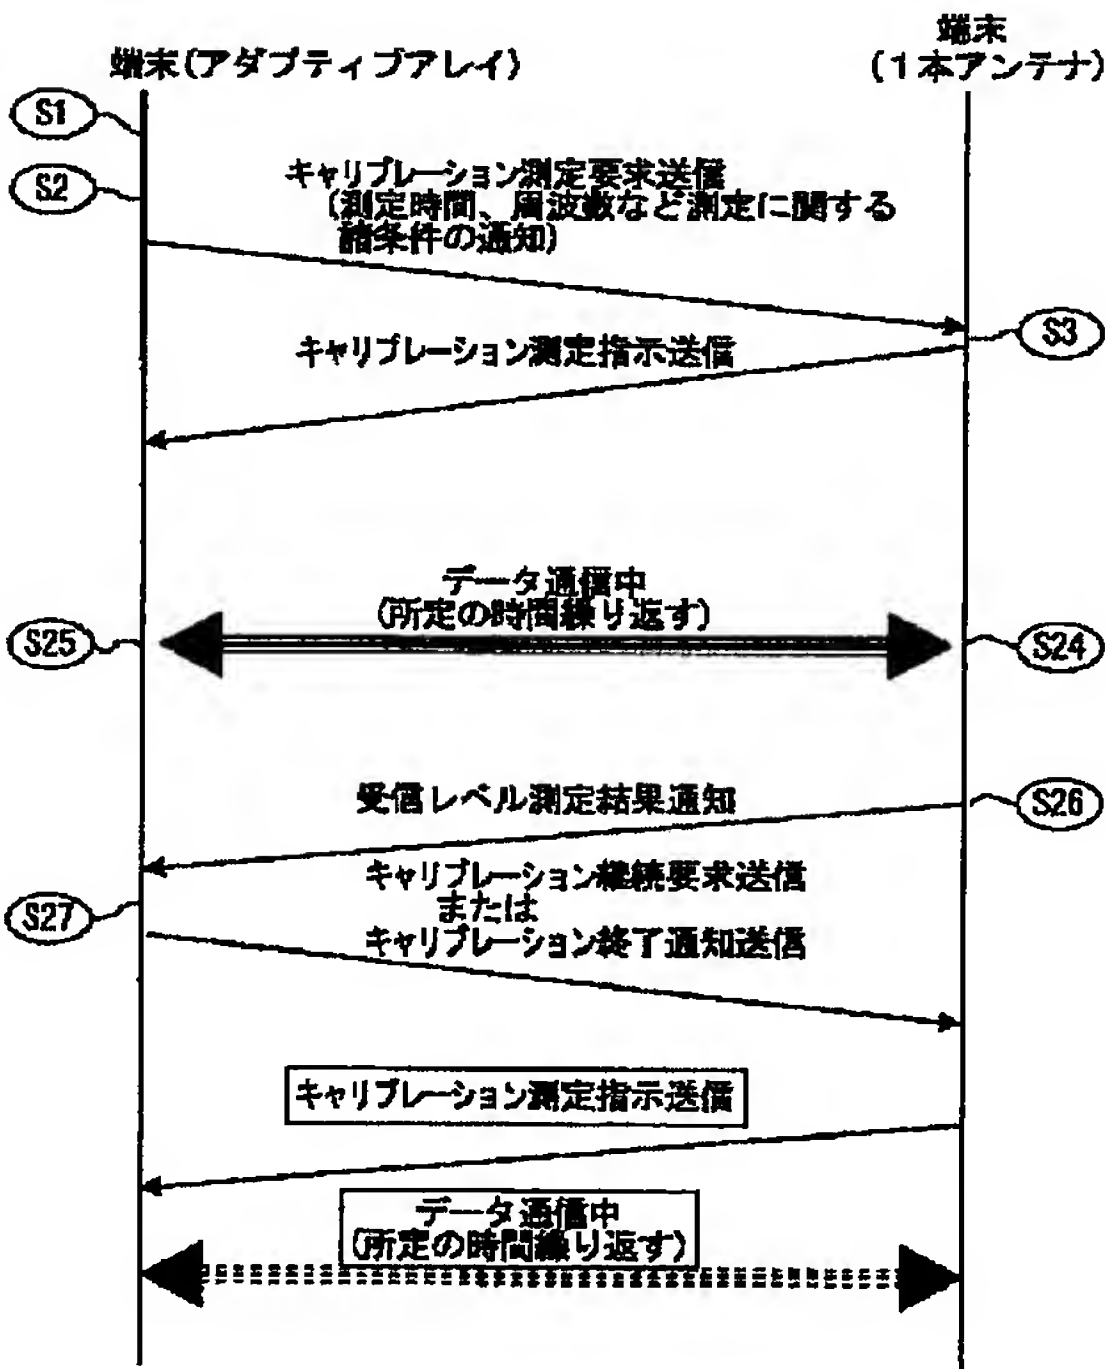 端末
端末(アダプティブアレイ)
(1本アンテナ)
S1
S2
キャリブレーション測定要求送信
(測定時間、周波数など測定に関する
諸条件の通知)
S3
キャリブレーション測定指示送信
データ通信中
(所定の時間繰り返す)
S25
S24
受信レベル測定結果通知
S26
キャリブレーション継続要求送信
または
S27
キャリブレーション終了通知送信
キャリブレーション測定指示送信
データ通信中
(所定の時間繰り返す)